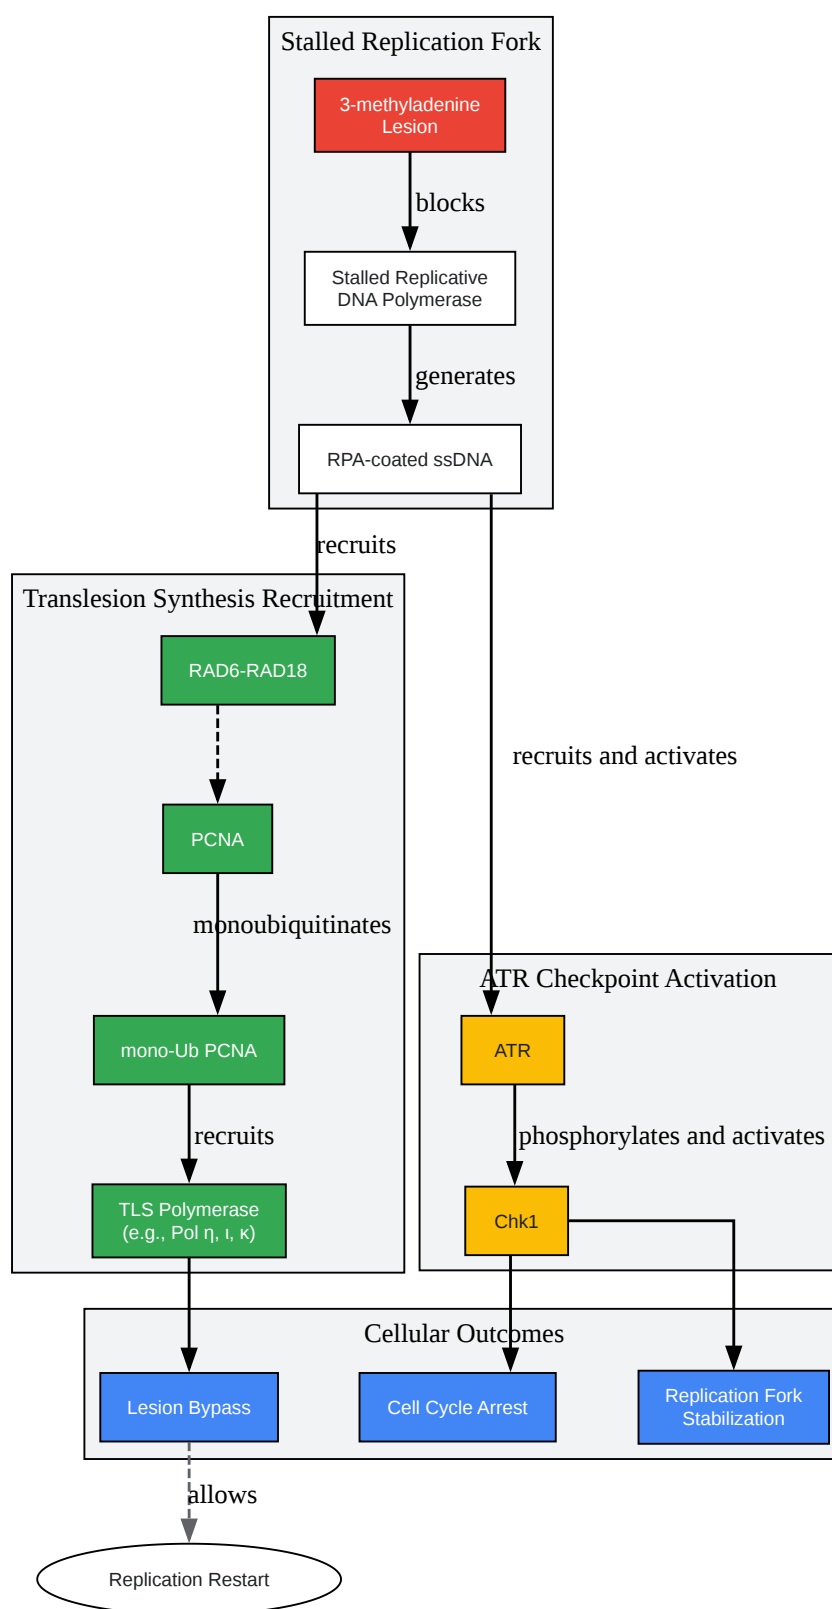 Stalled Replication Fork
3-methyladenine
Lesion
blocks
Stalled Replicative
DNA Polymerase
generates
RPA-coated ssDNA
recruits
Translesion Synthesis Recruitment
RAD6-RAD18
recruits and activates
PCNA
monoubiquitinates
ATR Checkpoint Activation
mono-Ub PCNA
ATR
recruits
phosphorylates and activates
TLS Polymerase
(e.g., Pol η, ι, κ)
Chk1
Cellular Outcomes
Lesion Bypass
Cell Cycle Arrest
Replication Fork
Stabilization
allows
Replication Restart